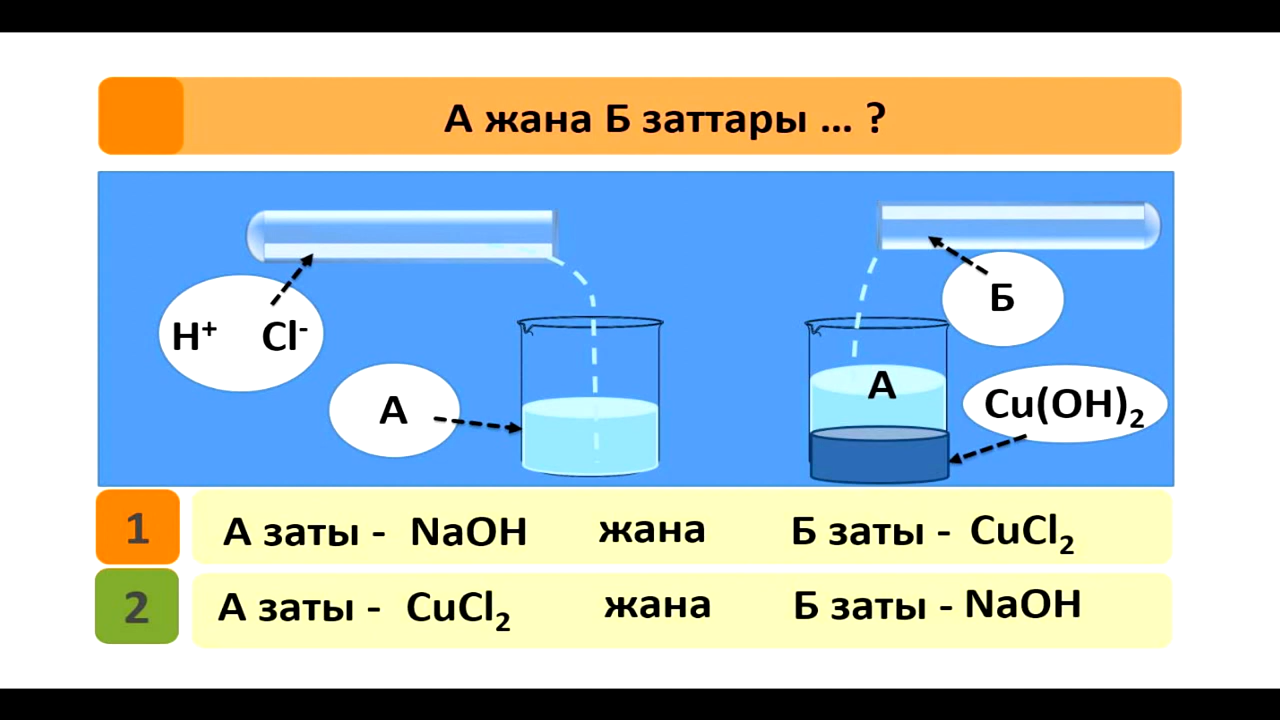 А жана Б заттары ... ?
H⁺ Cl⁻
А
Б
А
Cu(OH)₂
1 А заты - NaOH жана Б заты - CuCl₂
2 А заты - CuCl₂ жана Б заты - NaOH